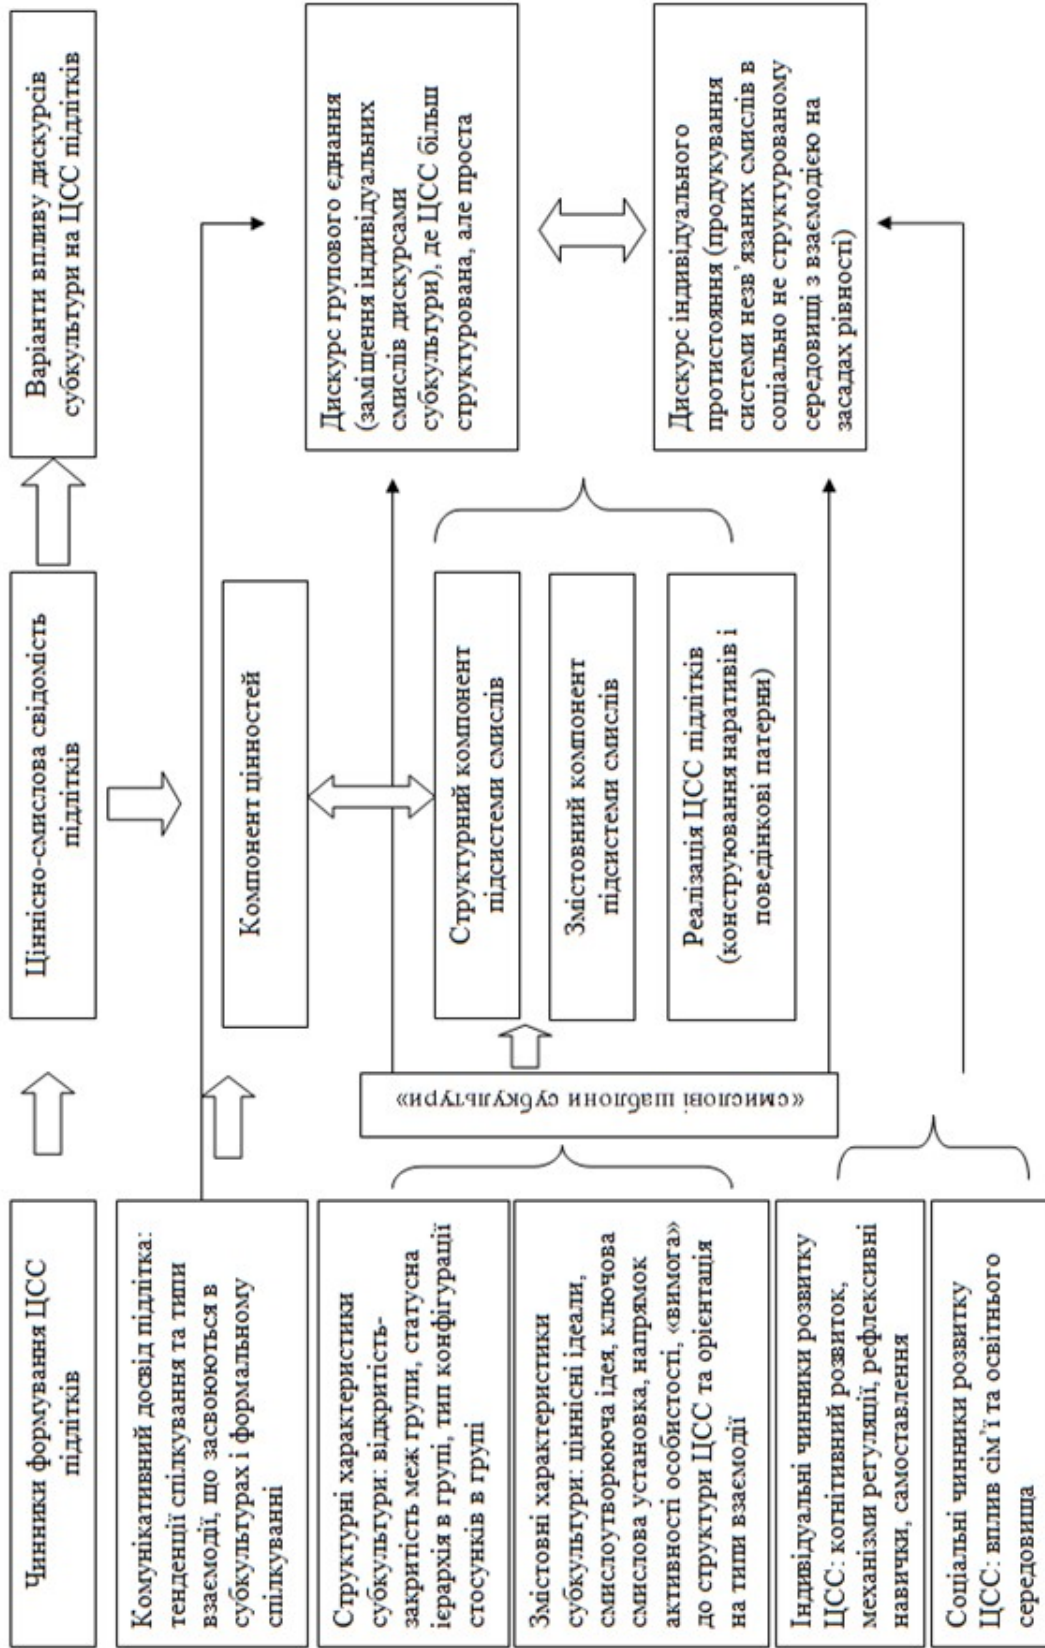 Чинники формування ЦСС
підлітків
Ціннісно-смислова свідомість
підлітків
Варіанти впливу дискурсів
субкультури на ЦСС підлітків
Комунікативний досвід підлітка:
тенденції спілкування та типи
взаємодії, що засвоюються в
субкультурах і формальному
спілкуванні
Структурні характеристики
субкультури: відкритість-
закритість меж групи, статусна
ієрархія в групі, тип конфігурації
стосунків в групі
Змістовні характеристики
субкультури: ціннісні ідеали,
смислоутворююча ідея, ключова
смислова установка, напрямок
активності особистості, «вимога»
до структури ЦСС та орієнтація
на типи взаємодії
Індивідуальні чинники розвитку
ЦСС: когнітивний розвиток,
механізми регуляції, рефлексивні
навички, самоставлення
Соціальні чинники розвитку
ЦСС: вплив сім'ї та освітнього
середовища
«смислові шаблони субкультури»
Компонент цінностей
Структурний компонент
підсистеми смислів
Змістовний компонент
підсистеми смислів
Реалізація ЦСС підлітків
(конструювання наративів і
поведінкові патерни)
Дискурс групового єднання
(заміщення індивідуальних
смислів дискурсами
субкультури), де ЦСС більш
структурована, але проста
Дискурс індивідуального
протистояння (продукування
системи незв'язаних смислів в
соціально не структурованому
середовищі з взаємодією на
засадах рівності)